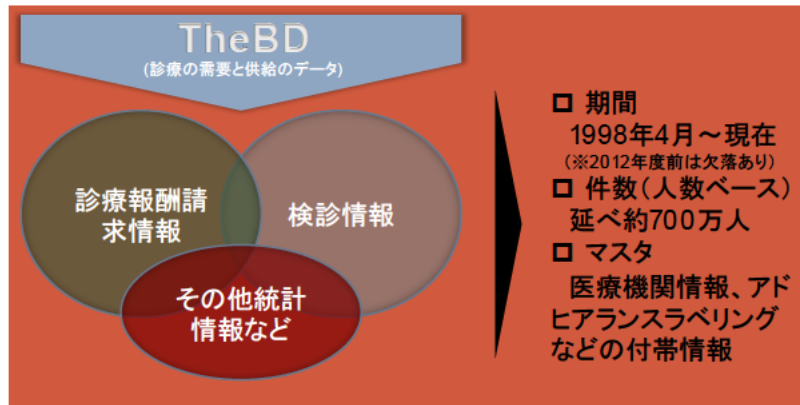 TheBD
(診療の需要と供給のデータ)
診療報酬請
求情報
検診情報
その他統計
情報など
期間
1998年4月～現在
(※2012年度前は欠落あり)
件数(人数ベース)
延べ約700万人
マスタ
医療機関情報、アド
ヒアランスラベリング
などの付帯情報